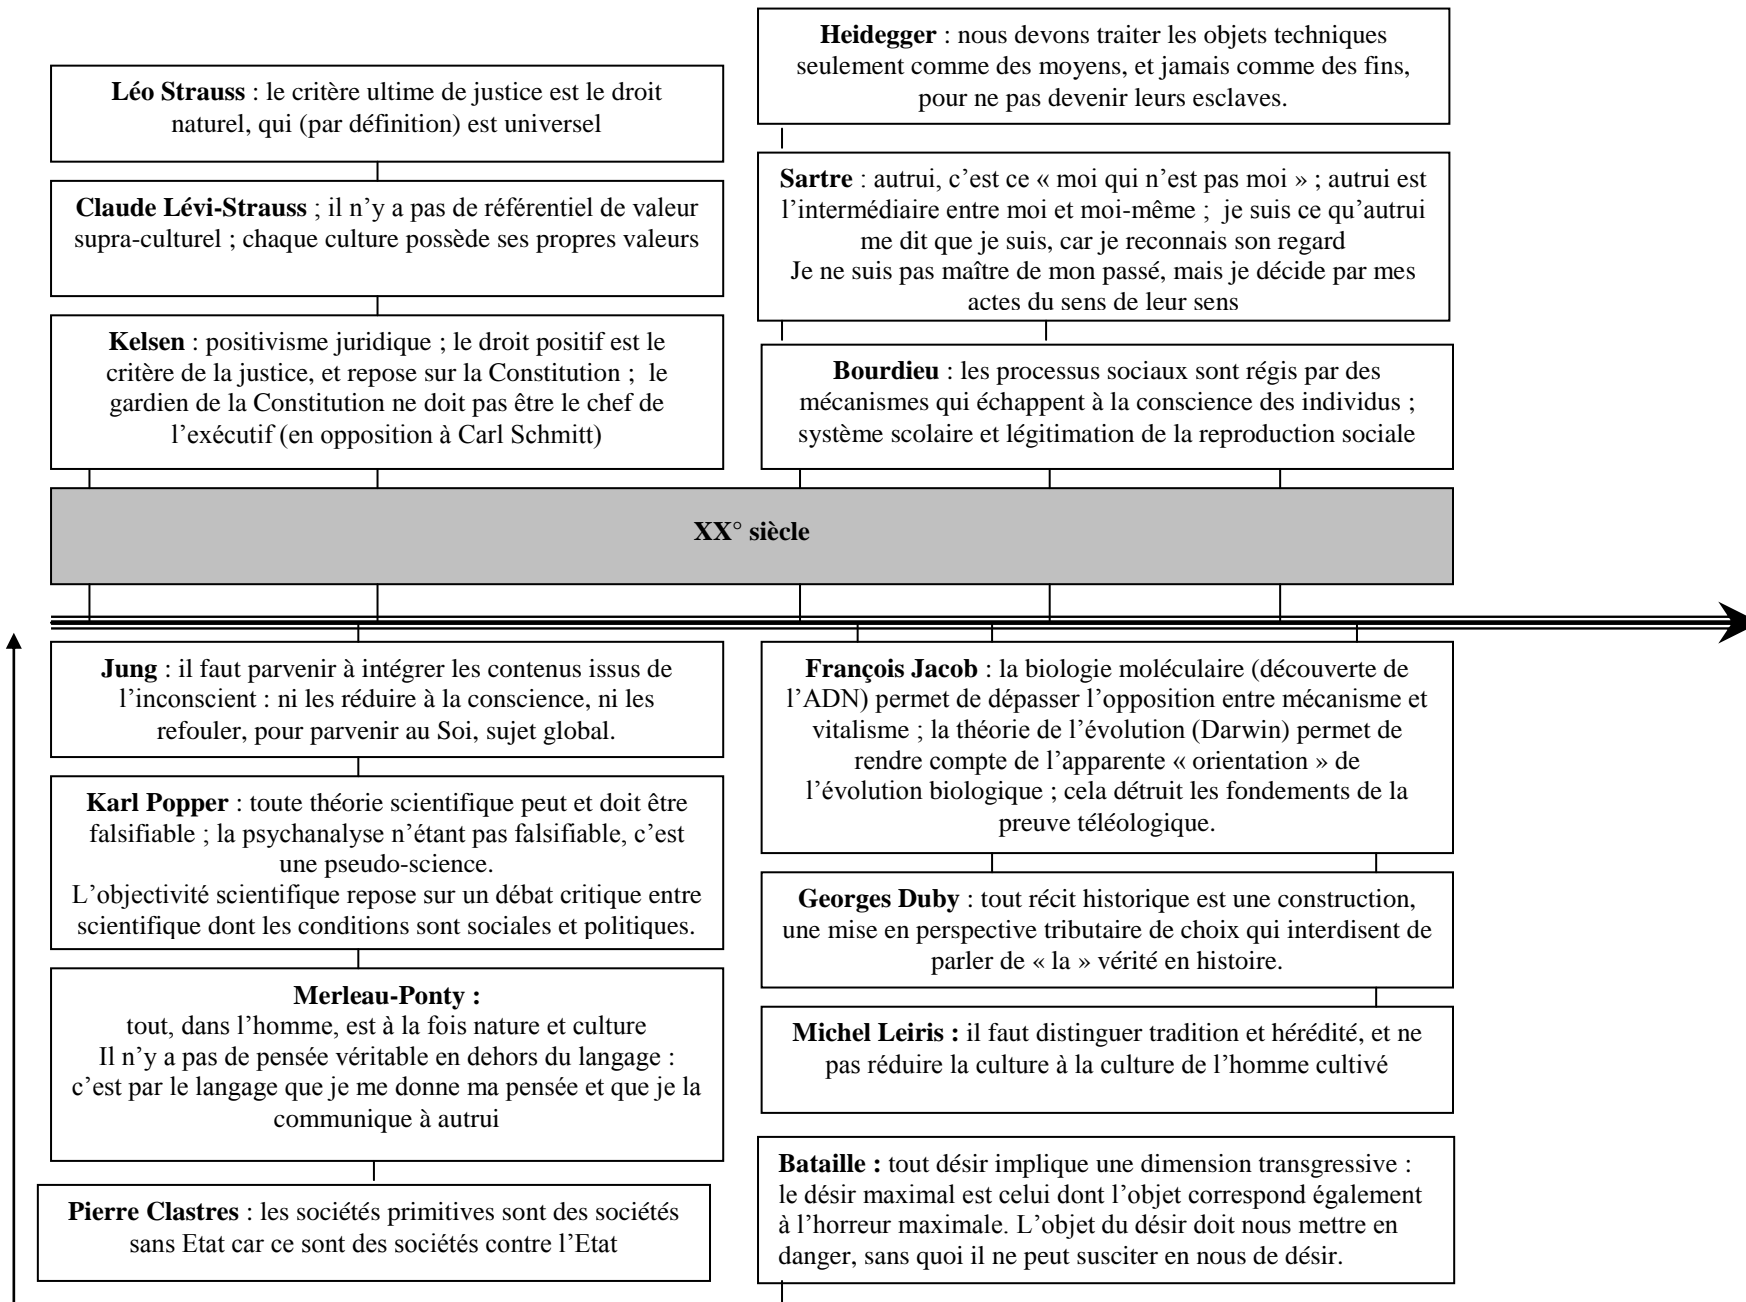 Léo Strauss : le critère ultime de justice est le droit
naturel, qui (par définition) est universel
Claude Lévi-Strauss ; il n’y a pas de référentiel de valeur
supra-culturel ; chaque culture possède ses propres valeurs
Kelsen : positivisme juridique ; le droit positif est le
critère de la justice, et repose sur la Constitution ; le
gardien de la Constitution ne doit pas être le chef de
l’exécutif (en opposition à Carl Schmitt)
Heidegger : nous devons traiter les objets techniques
seulement comme des moyens, et jamais comme des fins,
pour ne pas devenir leurs esclaves.
Sartre : autrui, c’est ce « moi qui n’est pas moi » ; autrui est
l’intermédiaire entre moi et moi-même ; je suis ce qu’autrui
me dit que je suis, car je reconnais son regard
Je ne suis pas maître de mon passé, mais je décide par mes
actes du sens de leur sens
Bourdieu : les processus sociaux sont régis par des
mécanismes qui échappent à la conscience des individus ;
système scolaire et légitimation de la reproduction sociale
XX° siècle
Jung : il faut parvenir à intégrer les contenus issus de
l’inconscient : ni les réduire à la conscience, ni les
refouler, pour parvenir au Soi, sujet global.
Karl Popper : toute théorie scientifique peut et doit être
falsifiable ; la psychanalyse n’étant pas falsifiable, c’est
une pseudo-science.
L’objectivité scientifique repose sur un débat critique entre
scientifique dont les conditions sont sociales et politiques.
Merleau-Ponty :
tout, dans l’homme, est à la fois nature et culture
Il n’y a pas de pensée véritable en dehors du langage :
c’est par le langage que je me donne ma pensée et que je la
communique à autrui
Pierre Clastres : les sociétés primitives sont des sociétés
sans Etat car ce sont des sociétés contre l’Etat
François Jacob : la biologie moléculaire (découverte de
l’ADN) permet de dépasser l’opposition entre mécanisme et
vitalisme ; la théorie de l’évolution (Darwin) permet de
rendre compte de l’apparente « orientation » de
l’évolution biologique ; cela détruit les fondements de la
preuve téléologique.
Georges Duby : tout récit historique est une construction,
une mise en perspective tributaire de choix qui interdisent de
parler de « la » vérité en histoire.
Michel Leiris : il faut distinguer tradition et hérédité, et ne
pas réduire la culture à la culture de l’homme cultivé
Bataille : tout désir implique une dimension transgressive :
le désir maximal est celui dont l’objet correspond également
à l’horreur maximale. L’objet du désir doit nous mettre en
danger, sans quoi il ne peut susciter en nous de désir.